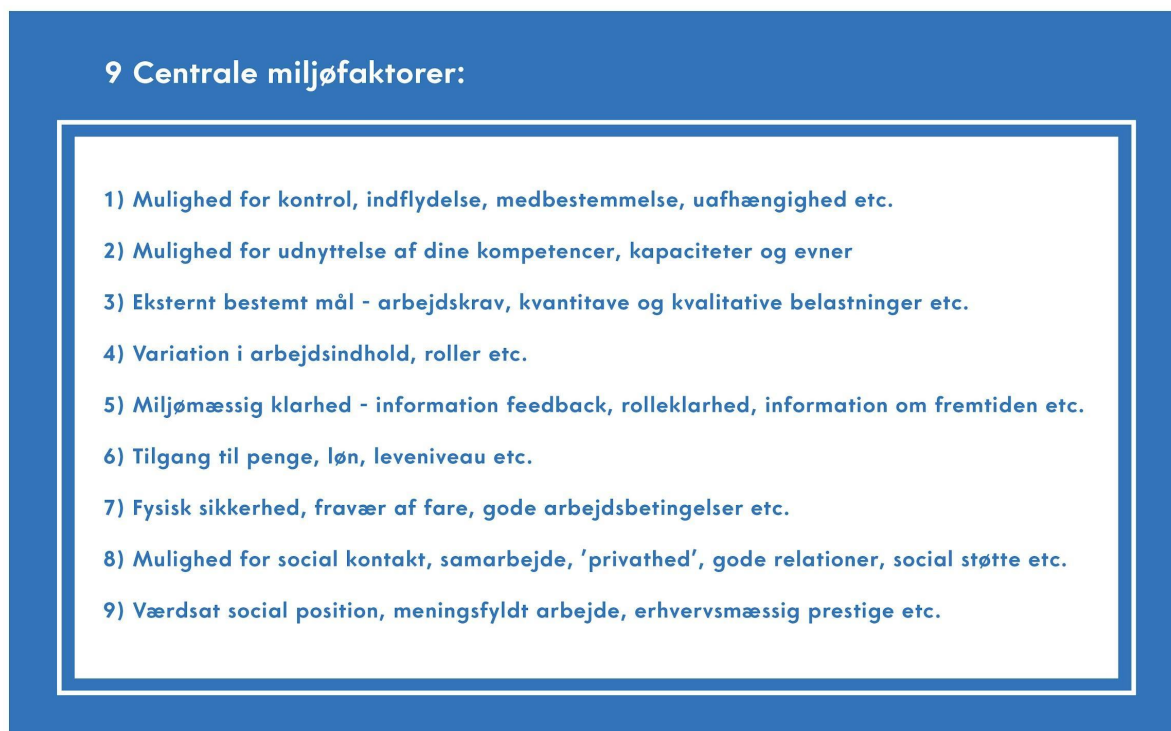 9 Centrale miljøfaktorer:
1) Mulighed for kontrol, indflydelse, medbestemmelse, uafhængighed etc.
2) Mulighed for udnyttelse af dine kompetencer, kapaciteter og evner
3) Eksternt bestemt mål - arbejdskrav, kvantitave og kvalitative belastninger etc.
4) Variation i arbejdsindhold, roller etc.
5) Miljømæssig klarhed - information feedback, rolleklarhed, information om fremtiden etc.
6) Tilgang til penge, løn, leveniveau etc.
7) Fysisk sikkerhed, fravær af fare, gode arbejdsbetingelser etc.
8) Mulighed for social kontakt, samarbejde, ’privathed’, gode relationer, social støtte etc.
9) Værdsat social position, meningsfyldt arbejde, erhvervsmæssig prestige etc.